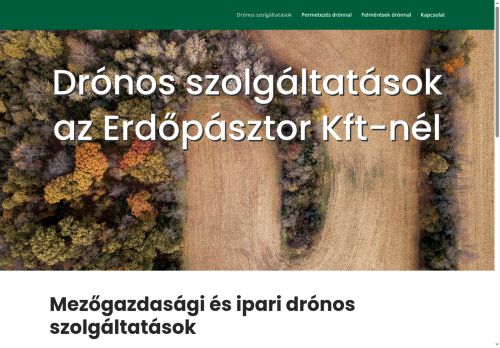 Drónos szolgáltatások Permetezés drónnal Felmérések drónnal Kapcsolat
Drónos szolgáltatások
az Erdőpásztor Kft-nél
Mezőgazdasági és ipari drónos
szolgáltatások